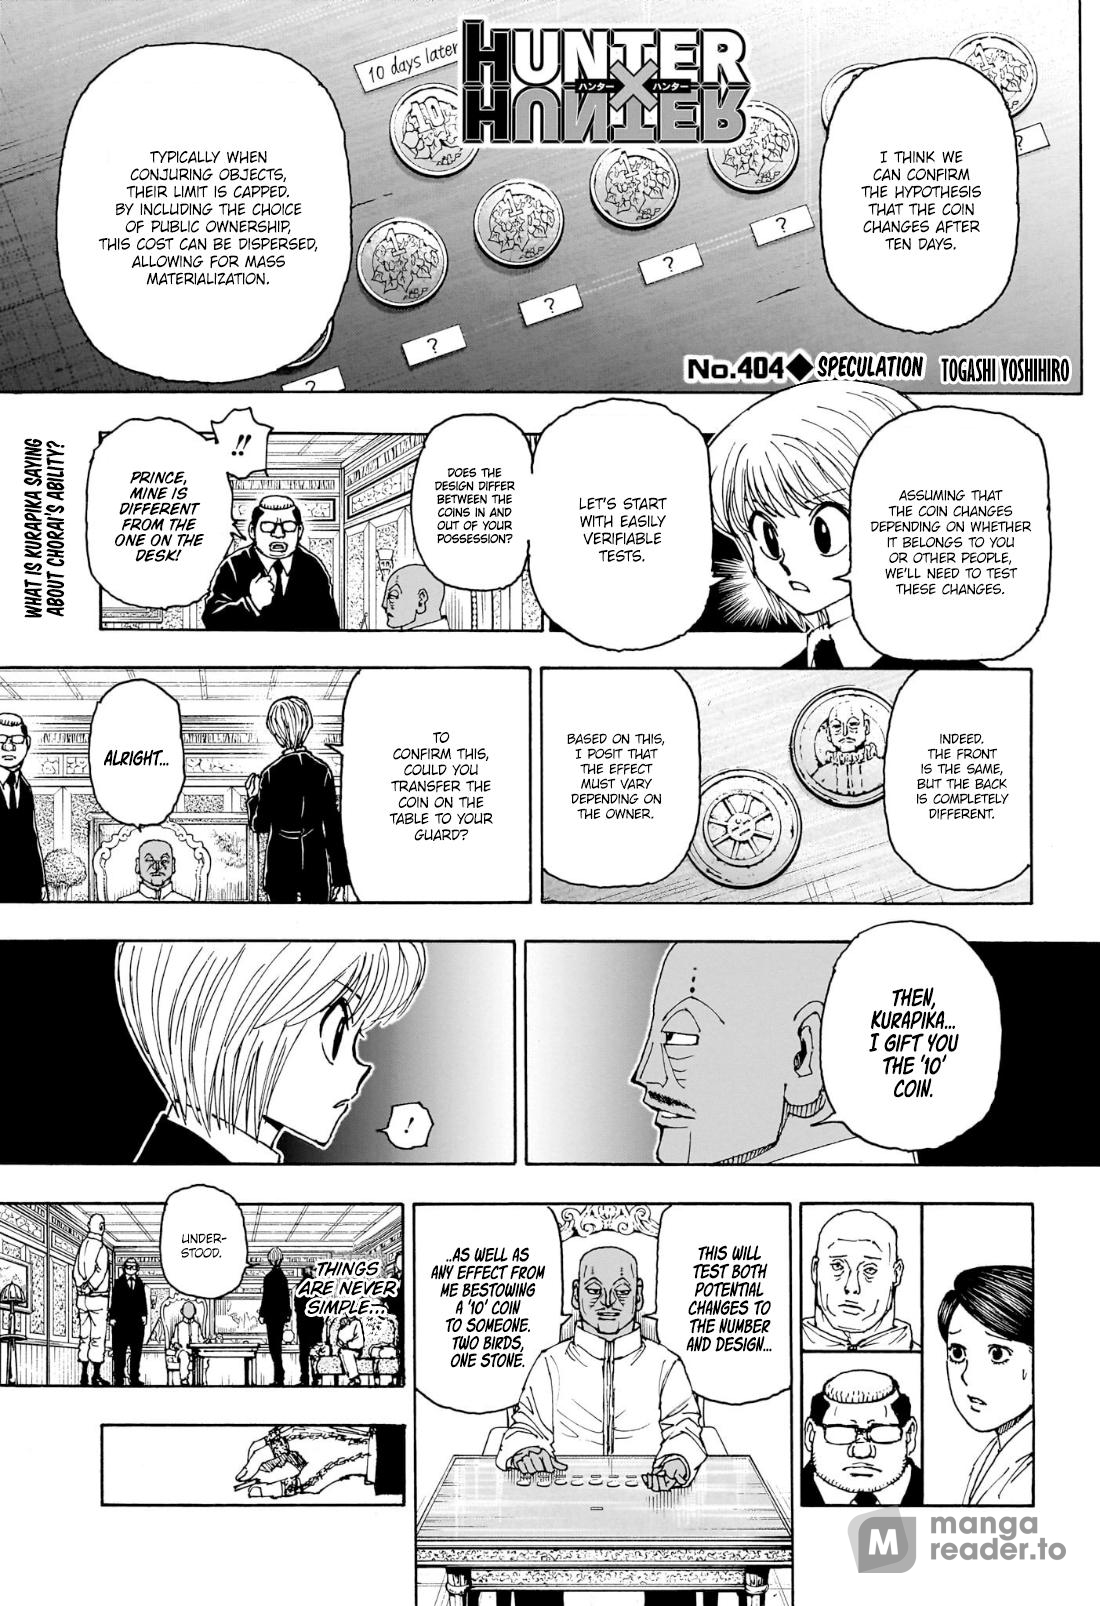 HUNTER
×
ハンター ハンター
HUNTER
10 days later
I THINK WE
CAN CONFIRM
THE HYPOTHESIS
THAT THE COIN
CHANGES AFTER
TEN DAYS.
TYPICALLY WHEN
CONJURING OBJECTS,
THEIR LIMIT IS CAPPED.
BY INCLUDING THE CHOICE
OF PUBLIC OWNERSHIP,
THIS COST CAN BE DISPERSED,
ALLOWING FOR MASS
MATERIALIZATION.
10
1
?
?
?
?
?
?
No.404◆SPECULATION TOGASHI YOSHIHIRO
WHAT IS KURAPIKA SAYING
ABOUT CHORAI'S ABILITY?
ASSUMING THAT
THE COIN CHANGES
DEPENDING ON WHETHER
IT BELONGS TO YOU
OR OTHER PEOPLE,
WE'LL NEED TO TEST
THESE CHANGES.
LET'S START
WITH EASILY
VERIFIABLE
TESTS.
DOES THE
DESIGN DIFFER
BETWEEN THE
COINS IN AND
OUT OF YOUR
POSSESSION?
!!
PRINCE,
MINE IS
DIFFERENT
FROM THE
ONE ON THE
DESK!
INDEED.
THE FRONT
IS THE SAME,
BUT THE BACK
IS COMPLETELY
DIFFERENT.
BASED ON THIS,
I POSIT THAT
THE EFFECT
MUST VARY
DEPENDING ON
THE OWNER.
TO
CONFIRM THIS,
COULD YOU
TRANSFER THE
COIN ON THE
TABLE TO YOUR
GUARD?
ALRIGHT...
THEN,
KURAPIKA...
I GIFT YOU
THE '10'
COIN.
!
THIS WILL
TEST BOTH
POTENTIAL
CHANGES TO
THE NUMBER
AND DESIGN...
..AS WELL AS
ANY EFFECT FROM
ME BESTOWING
A '10' COIN
TO SOMEONE.
TWO BIRDS,
ONE STONE.
THINGS
ARE NEVER
SIMPLE...
UNDER-
STOOD.
M manga
reader.to